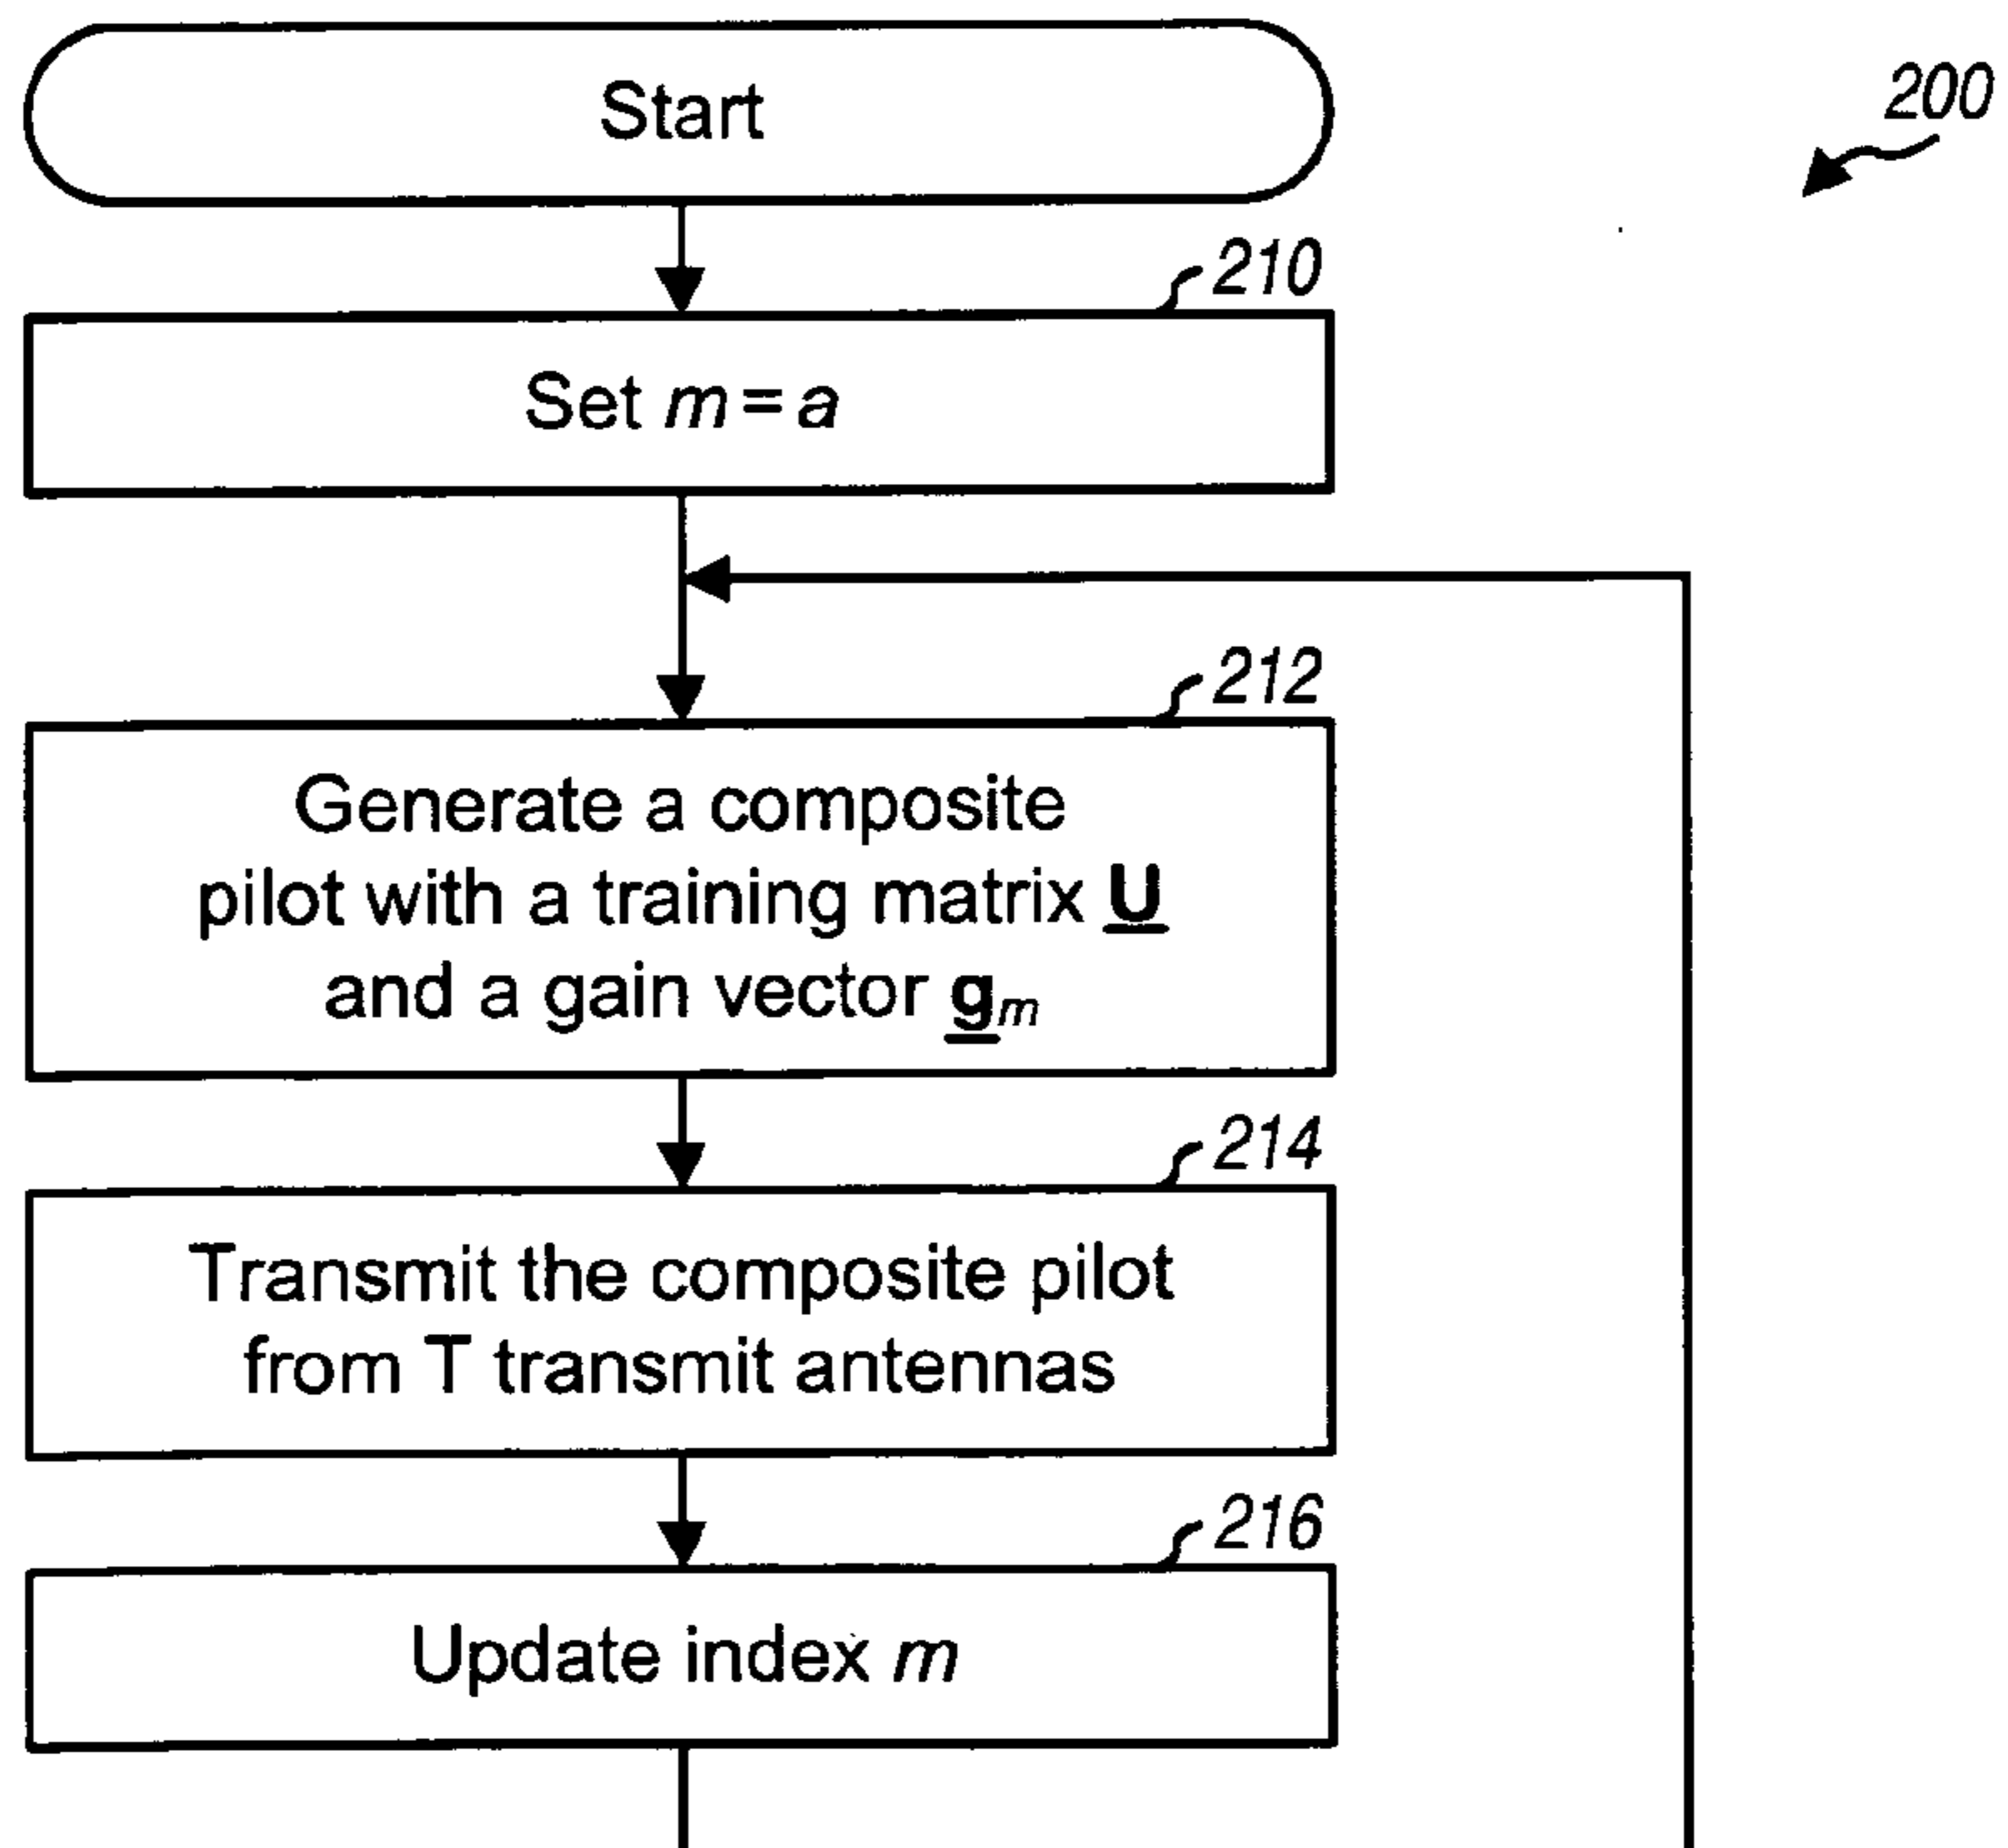 Start
200
210
Set m = a
212
Generate a composite
pilot with a training matrix U
and a gain vector gm
214
Transmit the composite pilot
from T transmit antennas
216
Update index m